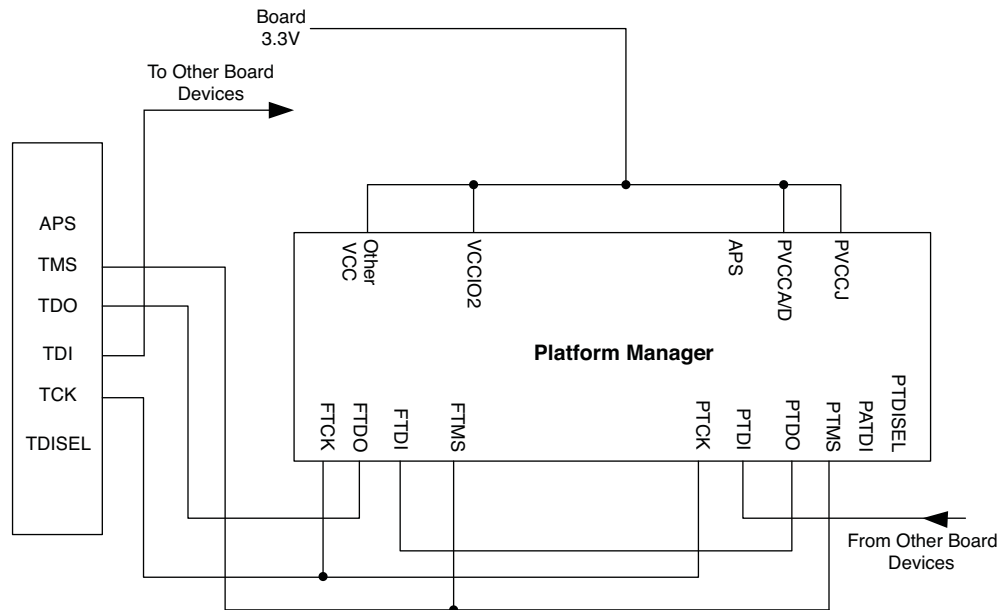 Board
3.3V
To Other Board
Devices
APS
TMS
TDO
TDI
TCK
TDISEL
Other
VCC
VCCIO2
APS
PVCCA/D
PVCCJ
Platform Manager
FTCK
FTDO
FTDI
FTMS
PTCK
PTDI
PTDO
PTMS
PATDI
PTDISEL
From Other Board
Devices